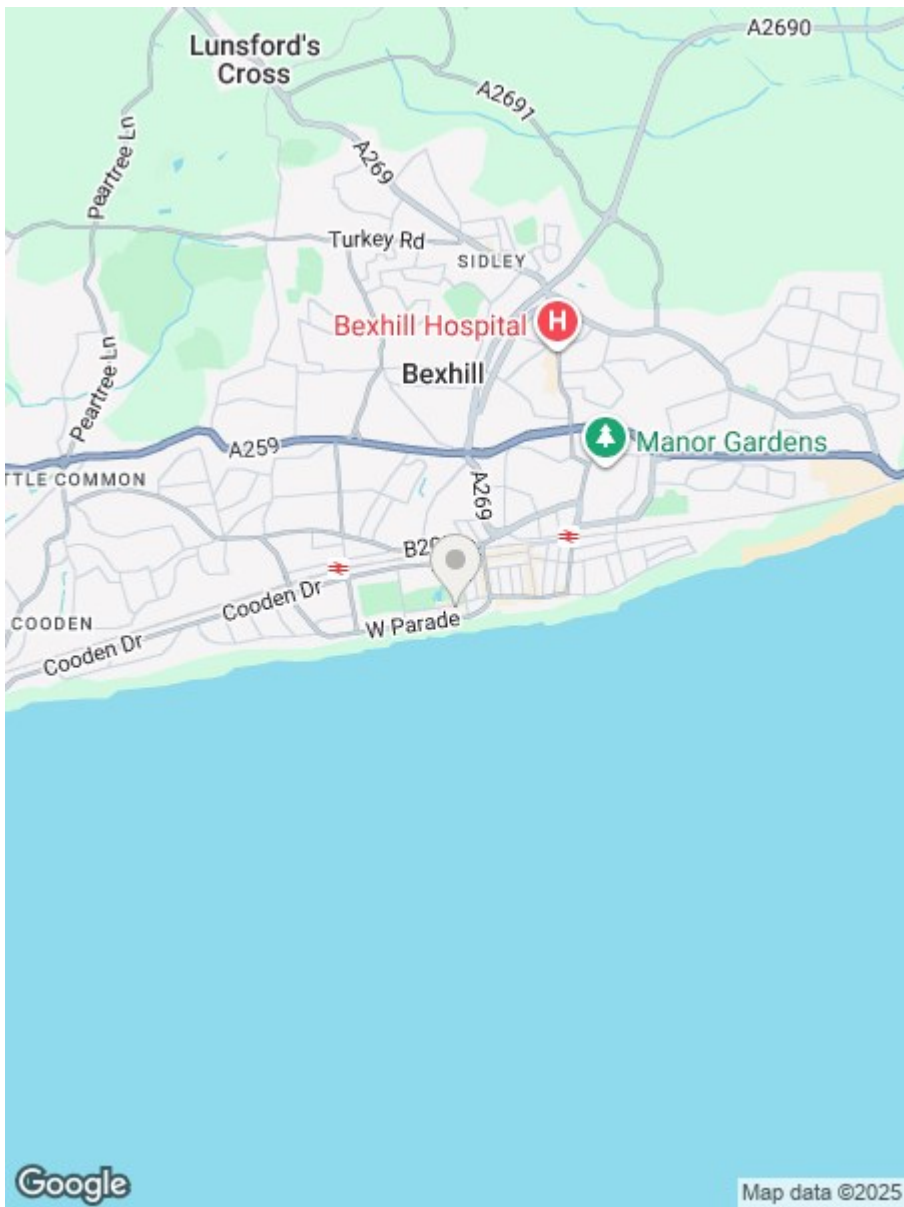 A2690
Lunsford's
Cross
A2691
Peartree Ln
A269
Turkey Rd
SIDLEY
Bexhill Hospital
H
Bexhill
Peartree Ln
Manor Gardens
A259
TTLE COMMON
A269
B20
Cooden Dr
COODEN
W Parade
Cooden Dr
Google
Map data ©2025